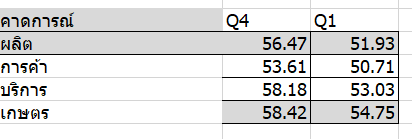 คาดการณ์ Q4 Q1
ผลิต 56.47 51.93
การค้า 53.61 50.71
บริการ 58.18 53.03
เกษตร 58.42 54.75